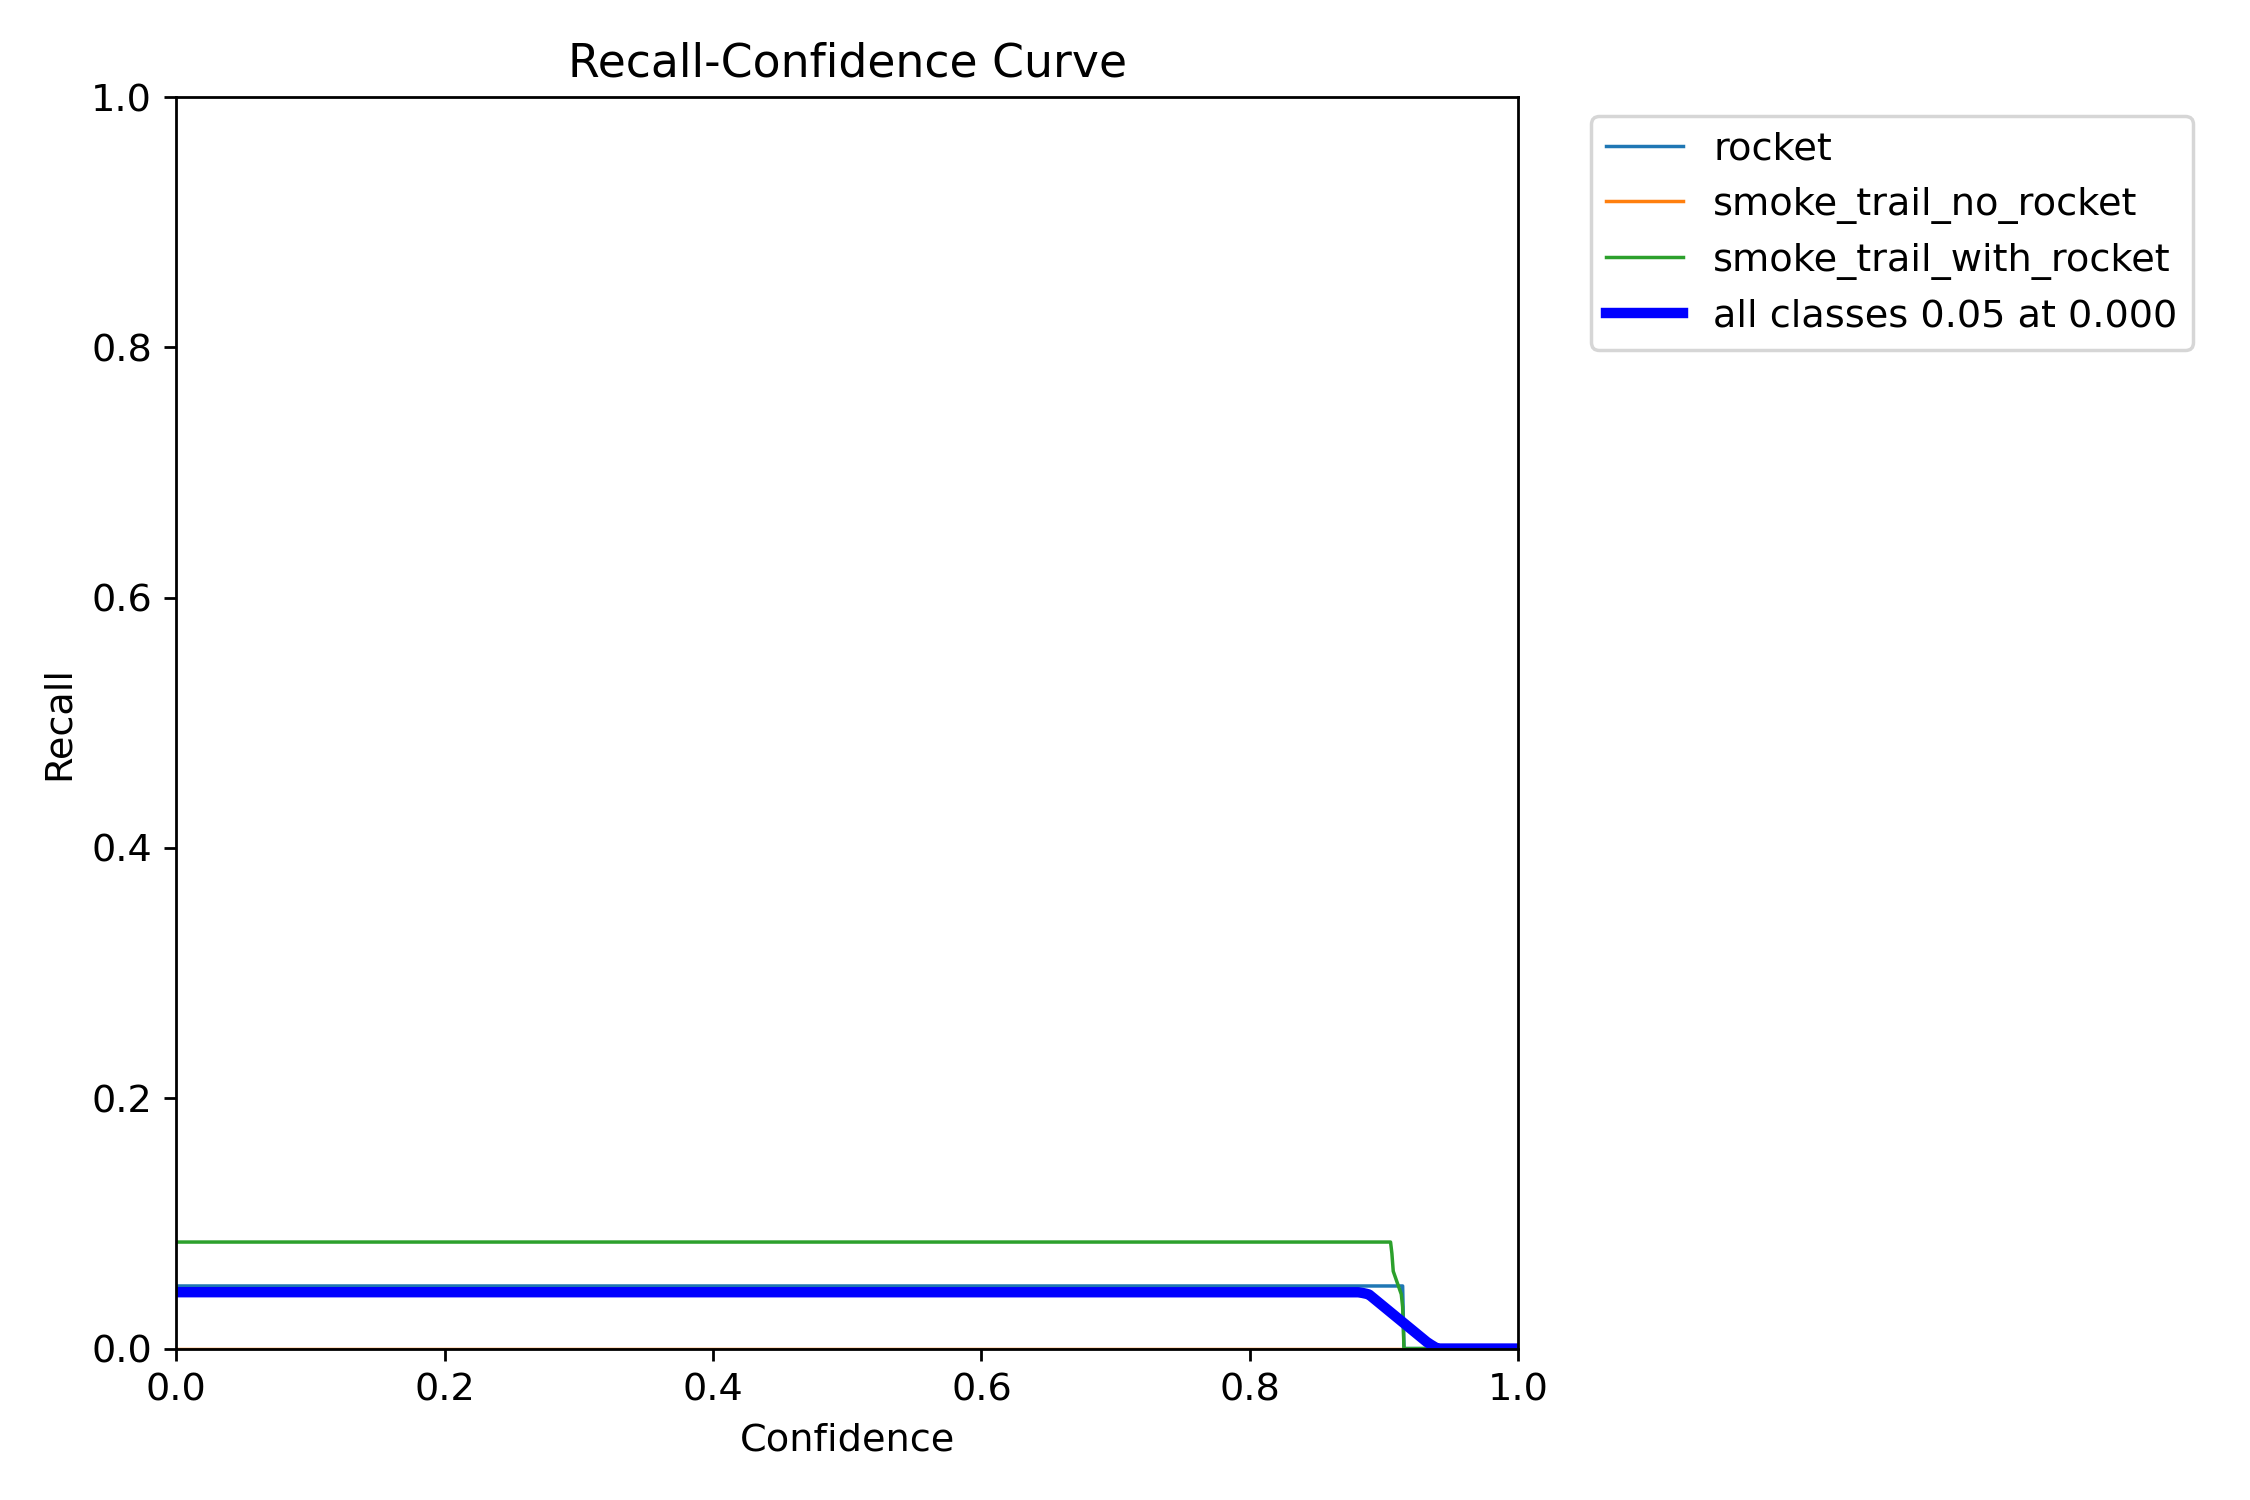 Recall-Confidence Curve
1.0
0.8
0.6
0.4
0.2
0.0
Recall
0.0 0.2 0.4 0.6 0.8 1.0
Confidence
rocket
smoke_trail_no_rocket
smoke_trail_with_rocket
all classes 0.05 at 0.000